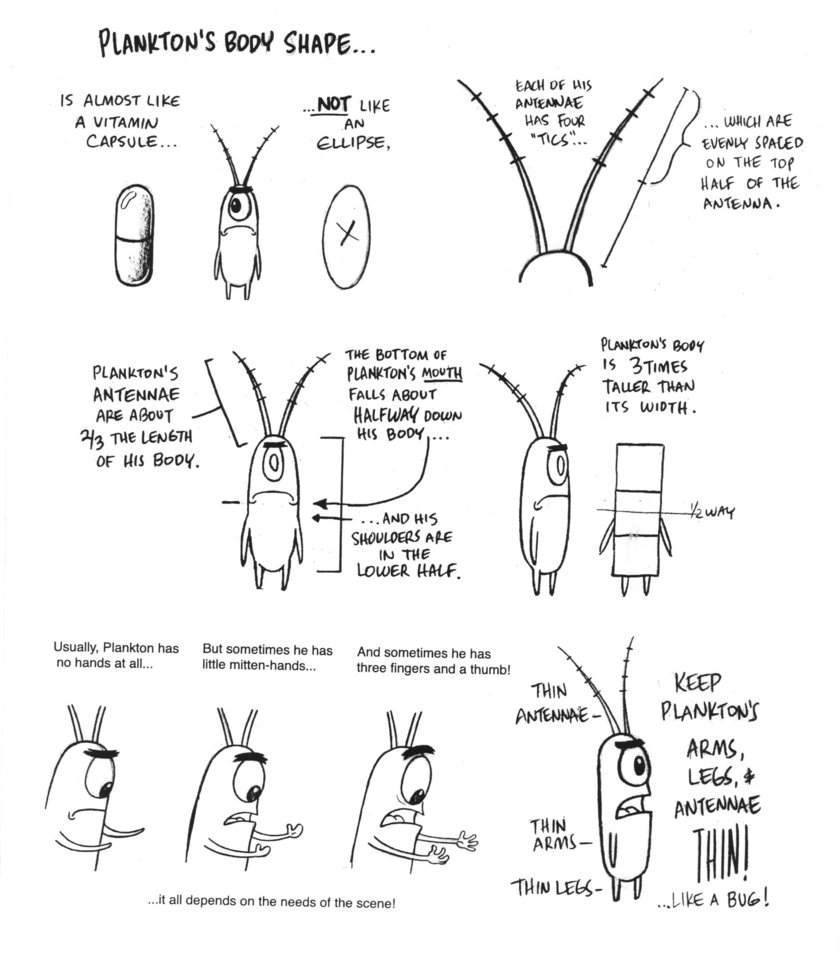 PLANKTON'S BODY SHAPE...
IS ALMOST LIKE
A VITAMIN
CAPSULE...
...NOT LIKE
AN
ELLIPSE,
EACH OF HIS
ANTENNAE
HAS FOUR
"TICS"...
...WHICH ARE
EVENLY SPACED
ON THE TOP
HALF OF THE
ANTENNA.
PLANKTON'S
ANTENNAE
ARE ABOUT
2/3 THE LENGTH
OF HIS BODY.
THE BOTTOM OF
PLANKTON'S MOUTH
FALLS ABOUT
HALFWAY DOWN
HIS BODY,...
...AND HIS
SHOULDERS ARE
IN THE
LOWER HALF.
PLANKTON'S BODY
IS 3 TIMES
TALLER THAN
ITS WIDTH.
1/2 WAY
Usually, Plankton has
no hands at all...
But sometimes he has
little mitten-hands...
And sometimes he has
three fingers and a thumb!
...it all depends on the needs of the scene!
THIN
ANTENNAE-
THIN
ARMS-
THIN LEGS-
KEEP
PLANKTON'S
ARMS,
LEGS, &
ANTENNAE
THIN!
...LIKE A BUG!